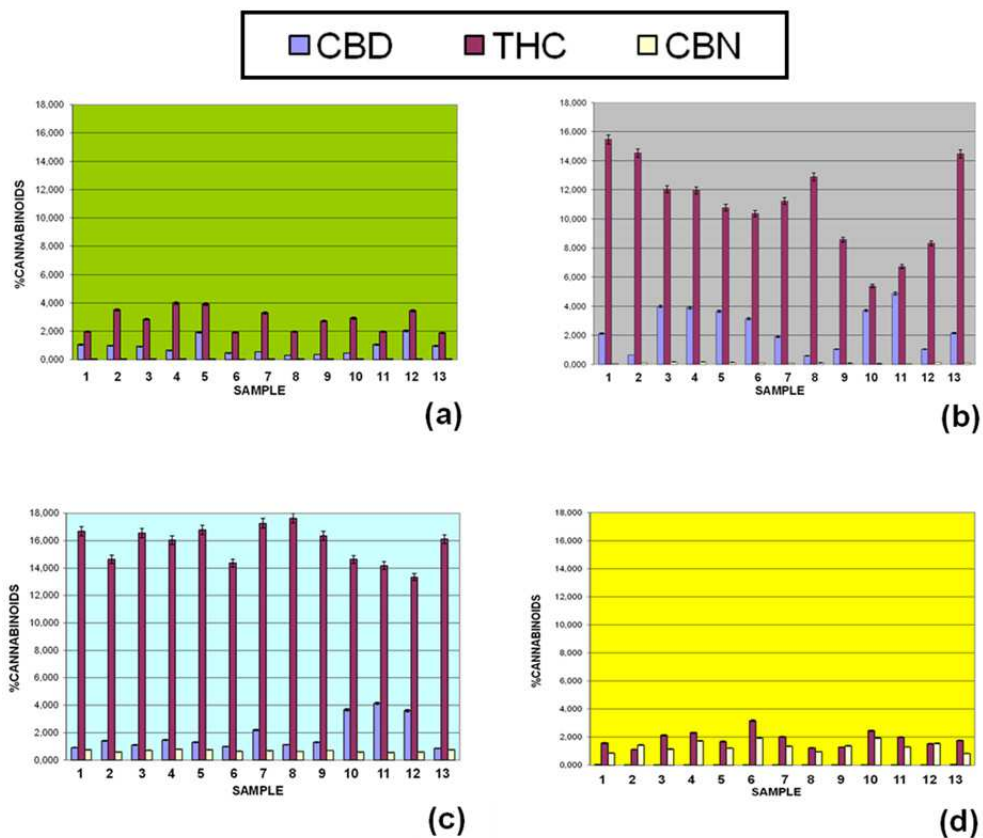 CBD THC CBN
18,000
16,000
14,000
12,000
10,000
8,000
6,000
4,000
2,000
0,000
%CANNABINOIDS
1 2 3 4 5 6 7 8 9 10 11 12 13
SAMPLE
(a)
18,000
16,000
14,000
12,000
10,000
8,000
6,000
4,000
2,000
0,000
%CANNABINOIDS
1 2 3 4 5 6 7 8 9 10 11 12 13
SAMPLE
(b)
18,000
16,000
14,000
12,000
10,000
8,000
6,000
4,000
2,000
0,000
%CANNABINOIDS
1 2 3 4 5 6 7 8 9 10 11 12 13
SAMPLE
(c)
18,000
16,000
14,000
12,000
10,000
8,000
6,000
4,000
2,000
0,000
%CANNABINOIDS
1 2 3 4 5 6 7 8 9 10 11 12 13
SAMPLE
(d)